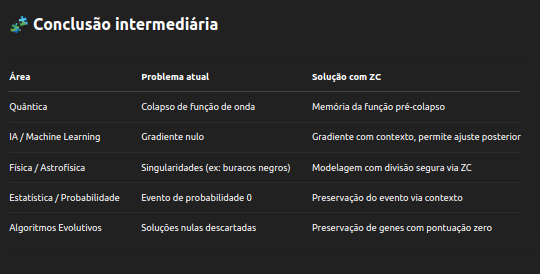 Conclusão intermediária
Área Problema atual Solução com ZC
Quântica Colapso de função de onda Memória da função pré-colapso
IA / Machine Learning Gradiente nulo Gradiente com contexto, permite ajuste posterior
Física / Astrofísica Singularidades (ex: buracos negros) Modelagem com divisão segura via ZC
Estatística / Probabilidade Evento de probabilidade 0 Preservação do evento via contexto
Algoritmos Evolutivos Soluções nulas descartadas Preservação de genes com pontuação zero